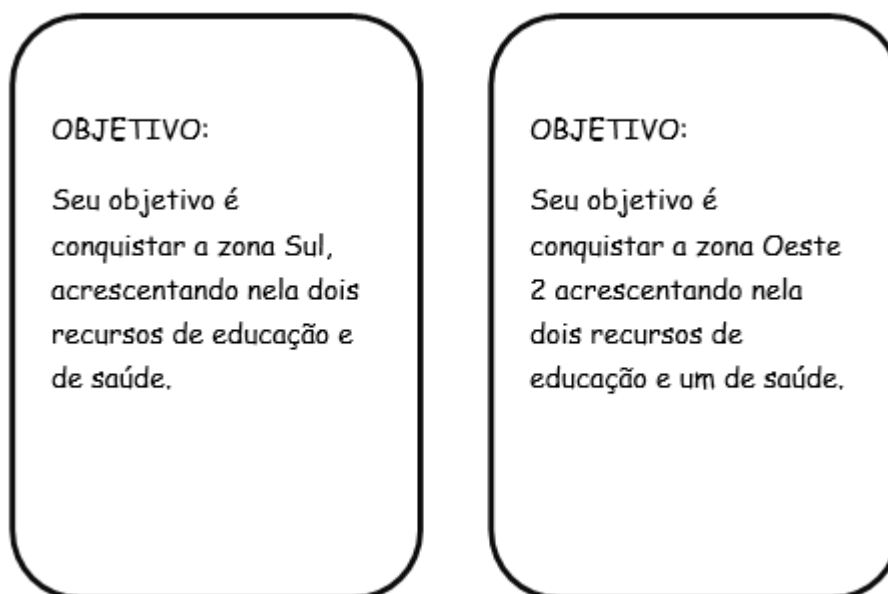 OBJETIVO:
Seu objetivo é
conquistar a zona Sul,
acrescentando nela dois
recursos de educação e
de saúde.
OBJETIVO:
Seu objetivo é
conquistar a zona Oeste
2 acrescentando nela
dois recursos de
educação e um de saúde.